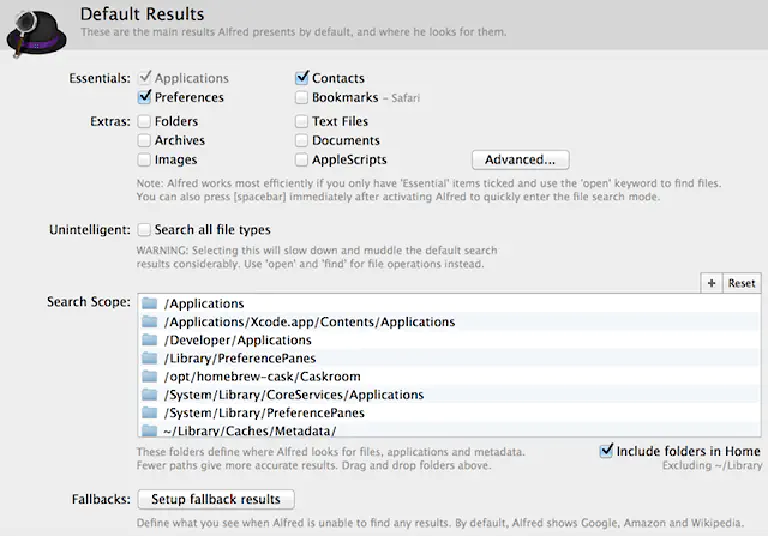 Default Results
These are the main results Alfred presents by default, and where he looks for them.
Essentials: Applications Contacts
Preferences Bookmarks – Safari
Extras: Folders Text Files
Archives Documents
Images AppleScripts Advanced...
Note: Alfred works most efficiently if you only have 'Essential' items ticked and use the 'open' keyword to find files.
You can also press [spacebar] immediately after activating Alfred to quickly enter the file search mode.
Unintelligent: Search all file types
WARNING: Selecting this will slow down and muddle the default search
results considerably. Use 'open' and 'find' for file operations instead.
+ Reset
Search Scope: /Applications
/Applications/Xcode.app/Contents/Applications
/Developer/Applications
/Library/PreferencePanes
/opt/homebrew-cask/Caskroom
/System/Library/CoreServices/Applications
/System/Library/PreferencePanes
~/Library/Caches/Metadata/
These folders define where Alfred looks for files, applications and metadata. Include folders in Home
Fewer paths give more accurate results. Drag and drop folders above. Excluding ~/Library
Fallbacks: Setup fallback results
Define what you see when Alfred is unable to find any results. By default, Alfred shows Google, Amazon and Wikipedia.